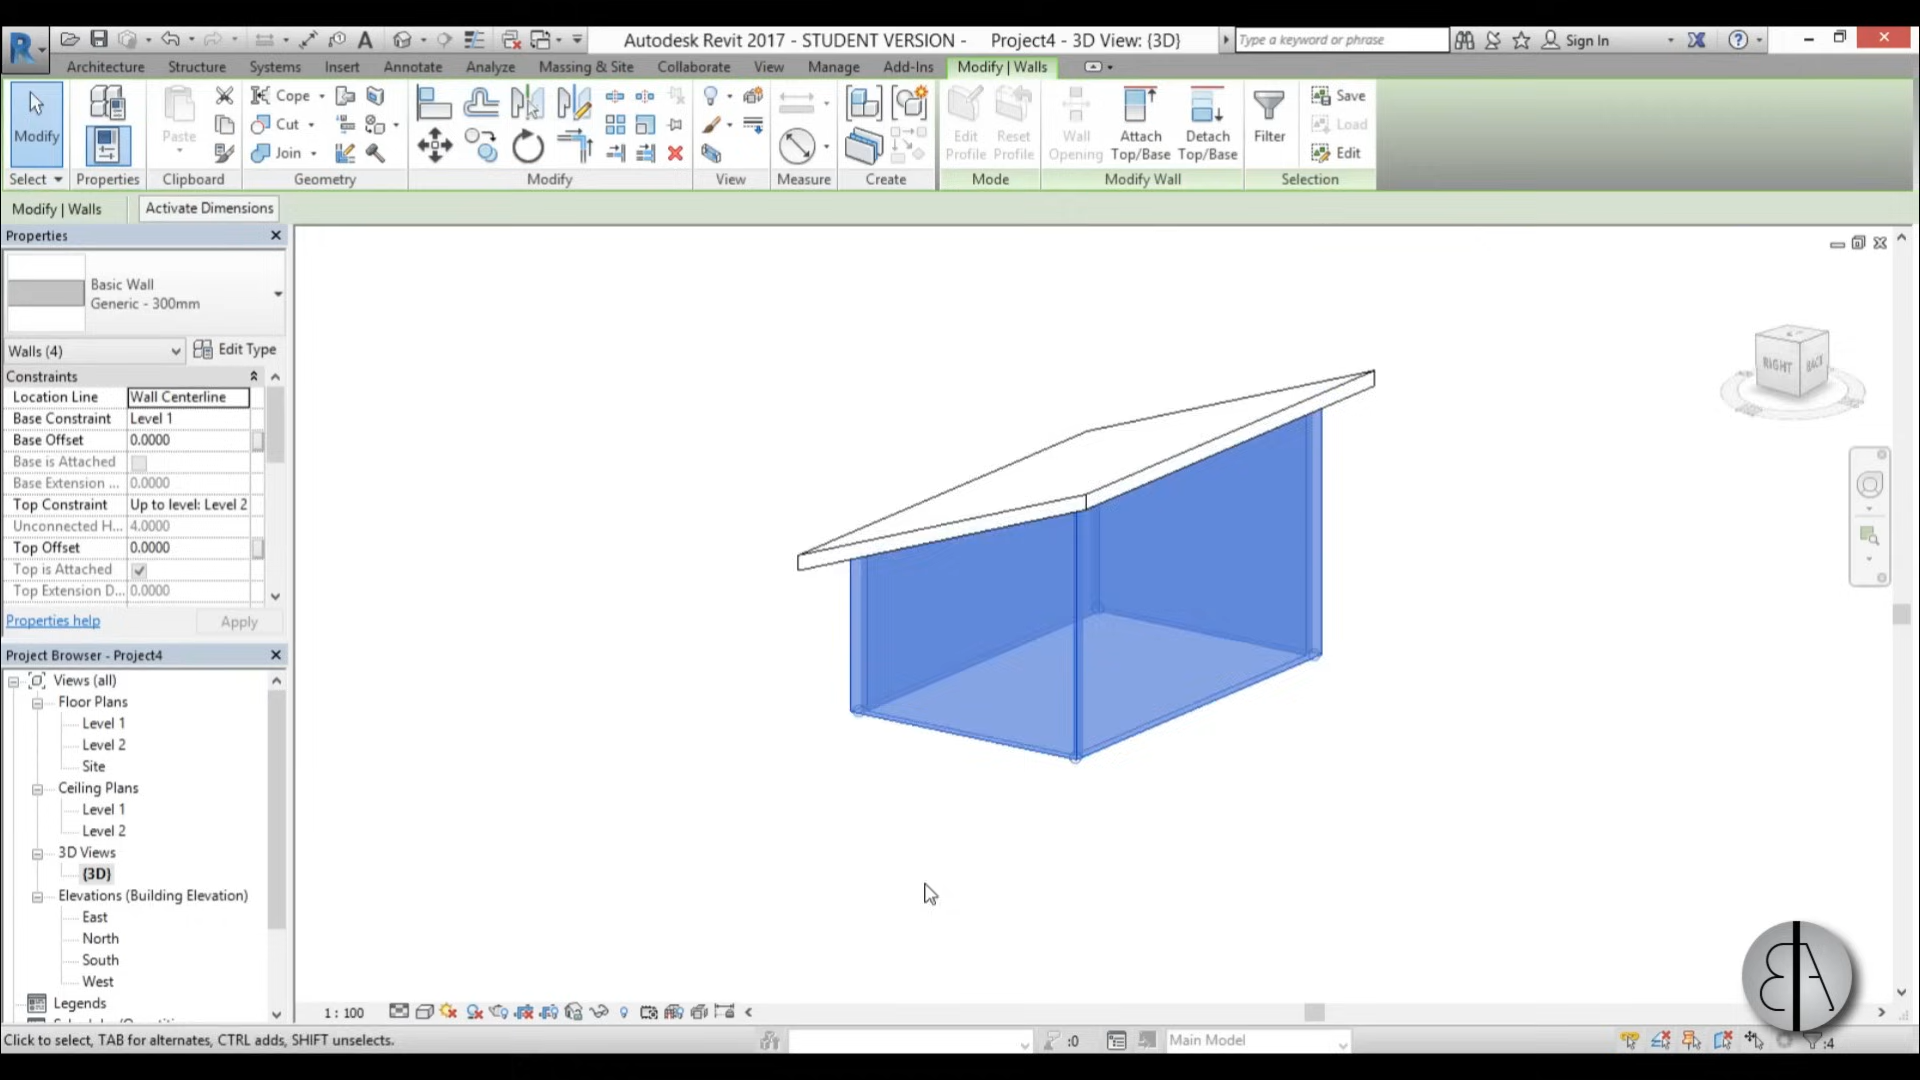 Autodesk Revit 2017 - STUDENT VERSION - Project4 - 3D View: {3D}
Type a keyword or phrase
Sign In
Architecture Structure Systems Insert Annotate Analyze Massing & Site Collaborate View Manage Add-Ins Modify | Walls
Modify
Paste
Cope
Cut
Join
Edit Profile
Reset Profile
Wall Opening
Attach Top/Base
Detach Top/Base
Filter
Save
Load
Edit
Select Properties Clipboard Geometry Modify View Measure Create Mode Modify Wall Selection
Modify | Walls Activate Dimensions
Properties
Basic Wall
Generic - 300mm
Walls (4) Edit Type
Constraints
Location Line Wall Centerline
Base Constraint Level 1
Base Offset 0.0000
Base is Attached
Base Extension ... 0.0000
Top Constraint Up to level: Level 2
Unconnected H... 4.0000
Top Offset 0.0000
Top is Attached
Top Extension D... 0.0000
Properties help Apply
Project Browser - Project4
Views (all)
Floor Plans
Level 1
Level 2
Site
Ceiling Plans
Level 1
Level 2
3D Views
{3D}
Elevations (Building Elevation)
East
North
South
West
Legends
RIGHT BACK
1 : 100
Click to select, TAB for alternates, CTRL adds, SHIFT unselects.
:0
Main Model
:4